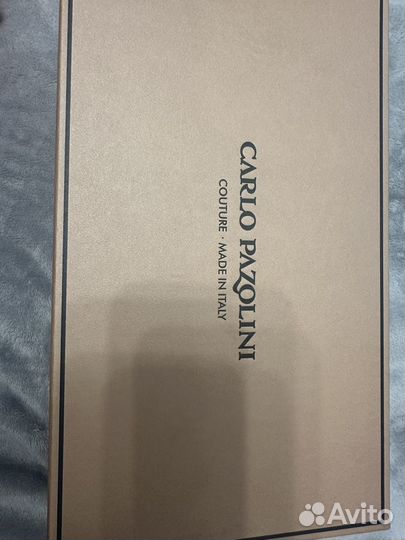 CARLO PAZOLINI
COUTURE · MADE IN ITALY
Avito